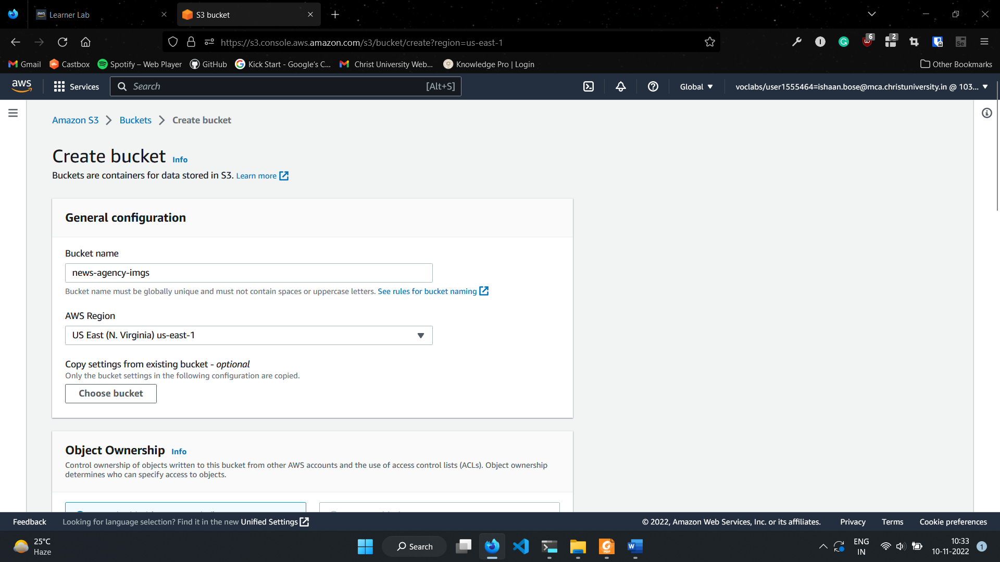 Learner Lab
S3 bucket
https://s3.console.aws.amazon.com/s3/bucket/create?region=us-east-1
6
2
Gmail
Castbox
Spotify – Web Player
GitHub
Kick Start - Google's C...
Christ University Web...
Knowledge Pro | Login
Other Bookmarks
aws
Services
Search
[Alt+S]
Global
voclabs/user1555464=ishaan.bose@mca.christuniversity.in @ 103...
Amazon S3
Buckets
Create bucket
Create bucket Info
Buckets are containers for data stored in S3. Learn more
General configuration
Bucket name
news-agency-imgs
Bucket name must be globally unique and must not contain spaces or uppercase letters. See rules for bucket naming
AWS Region
US East (N. Virginia) us-east-1
Copy settings from existing bucket - optional
Only the bucket settings in the following configuration are copied.
Choose bucket
Object Ownership Info
Control ownership of objects written to this bucket from other AWS accounts and the use of access control lists (ACLs). Object ownership
determines who can specify access to objects.
Feedback
Looking for language selection? Find it in the new Unified Settings
© 2022, Amazon Web Services, Inc. or its affiliates.
Privacy
Terms
Cookie preferences
25°C
Haze
Search
ENG
IN
10:33
10-11-2022
1